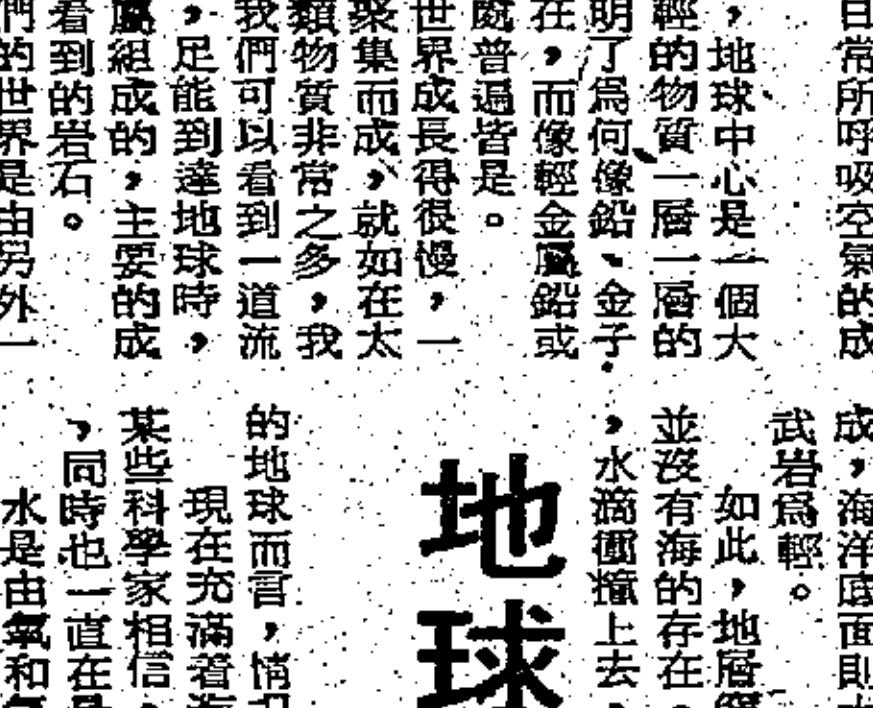 日常所呼吸空氣的成
，地球中心是一個大
輕的物質一層一層的
明了爲何像鉛、金子
在，而像輕金屬鉛或
處普遍皆是。
世界成長得很慢，一
聚集而成，就如在太
類物質非常之多，我
我們可以看到一道流
，足能到達地球時，
屬組成的，主要的成
看到的岩石。
們的世界是由另外一
成，海洋底面則
武岩爲輕。
如此，地層
並沒有海的存在。
，水滴撞上去，
地球
的地球而言，情
現在充滿着
某些科學家相信，
，同時也一直在
水是由氧和